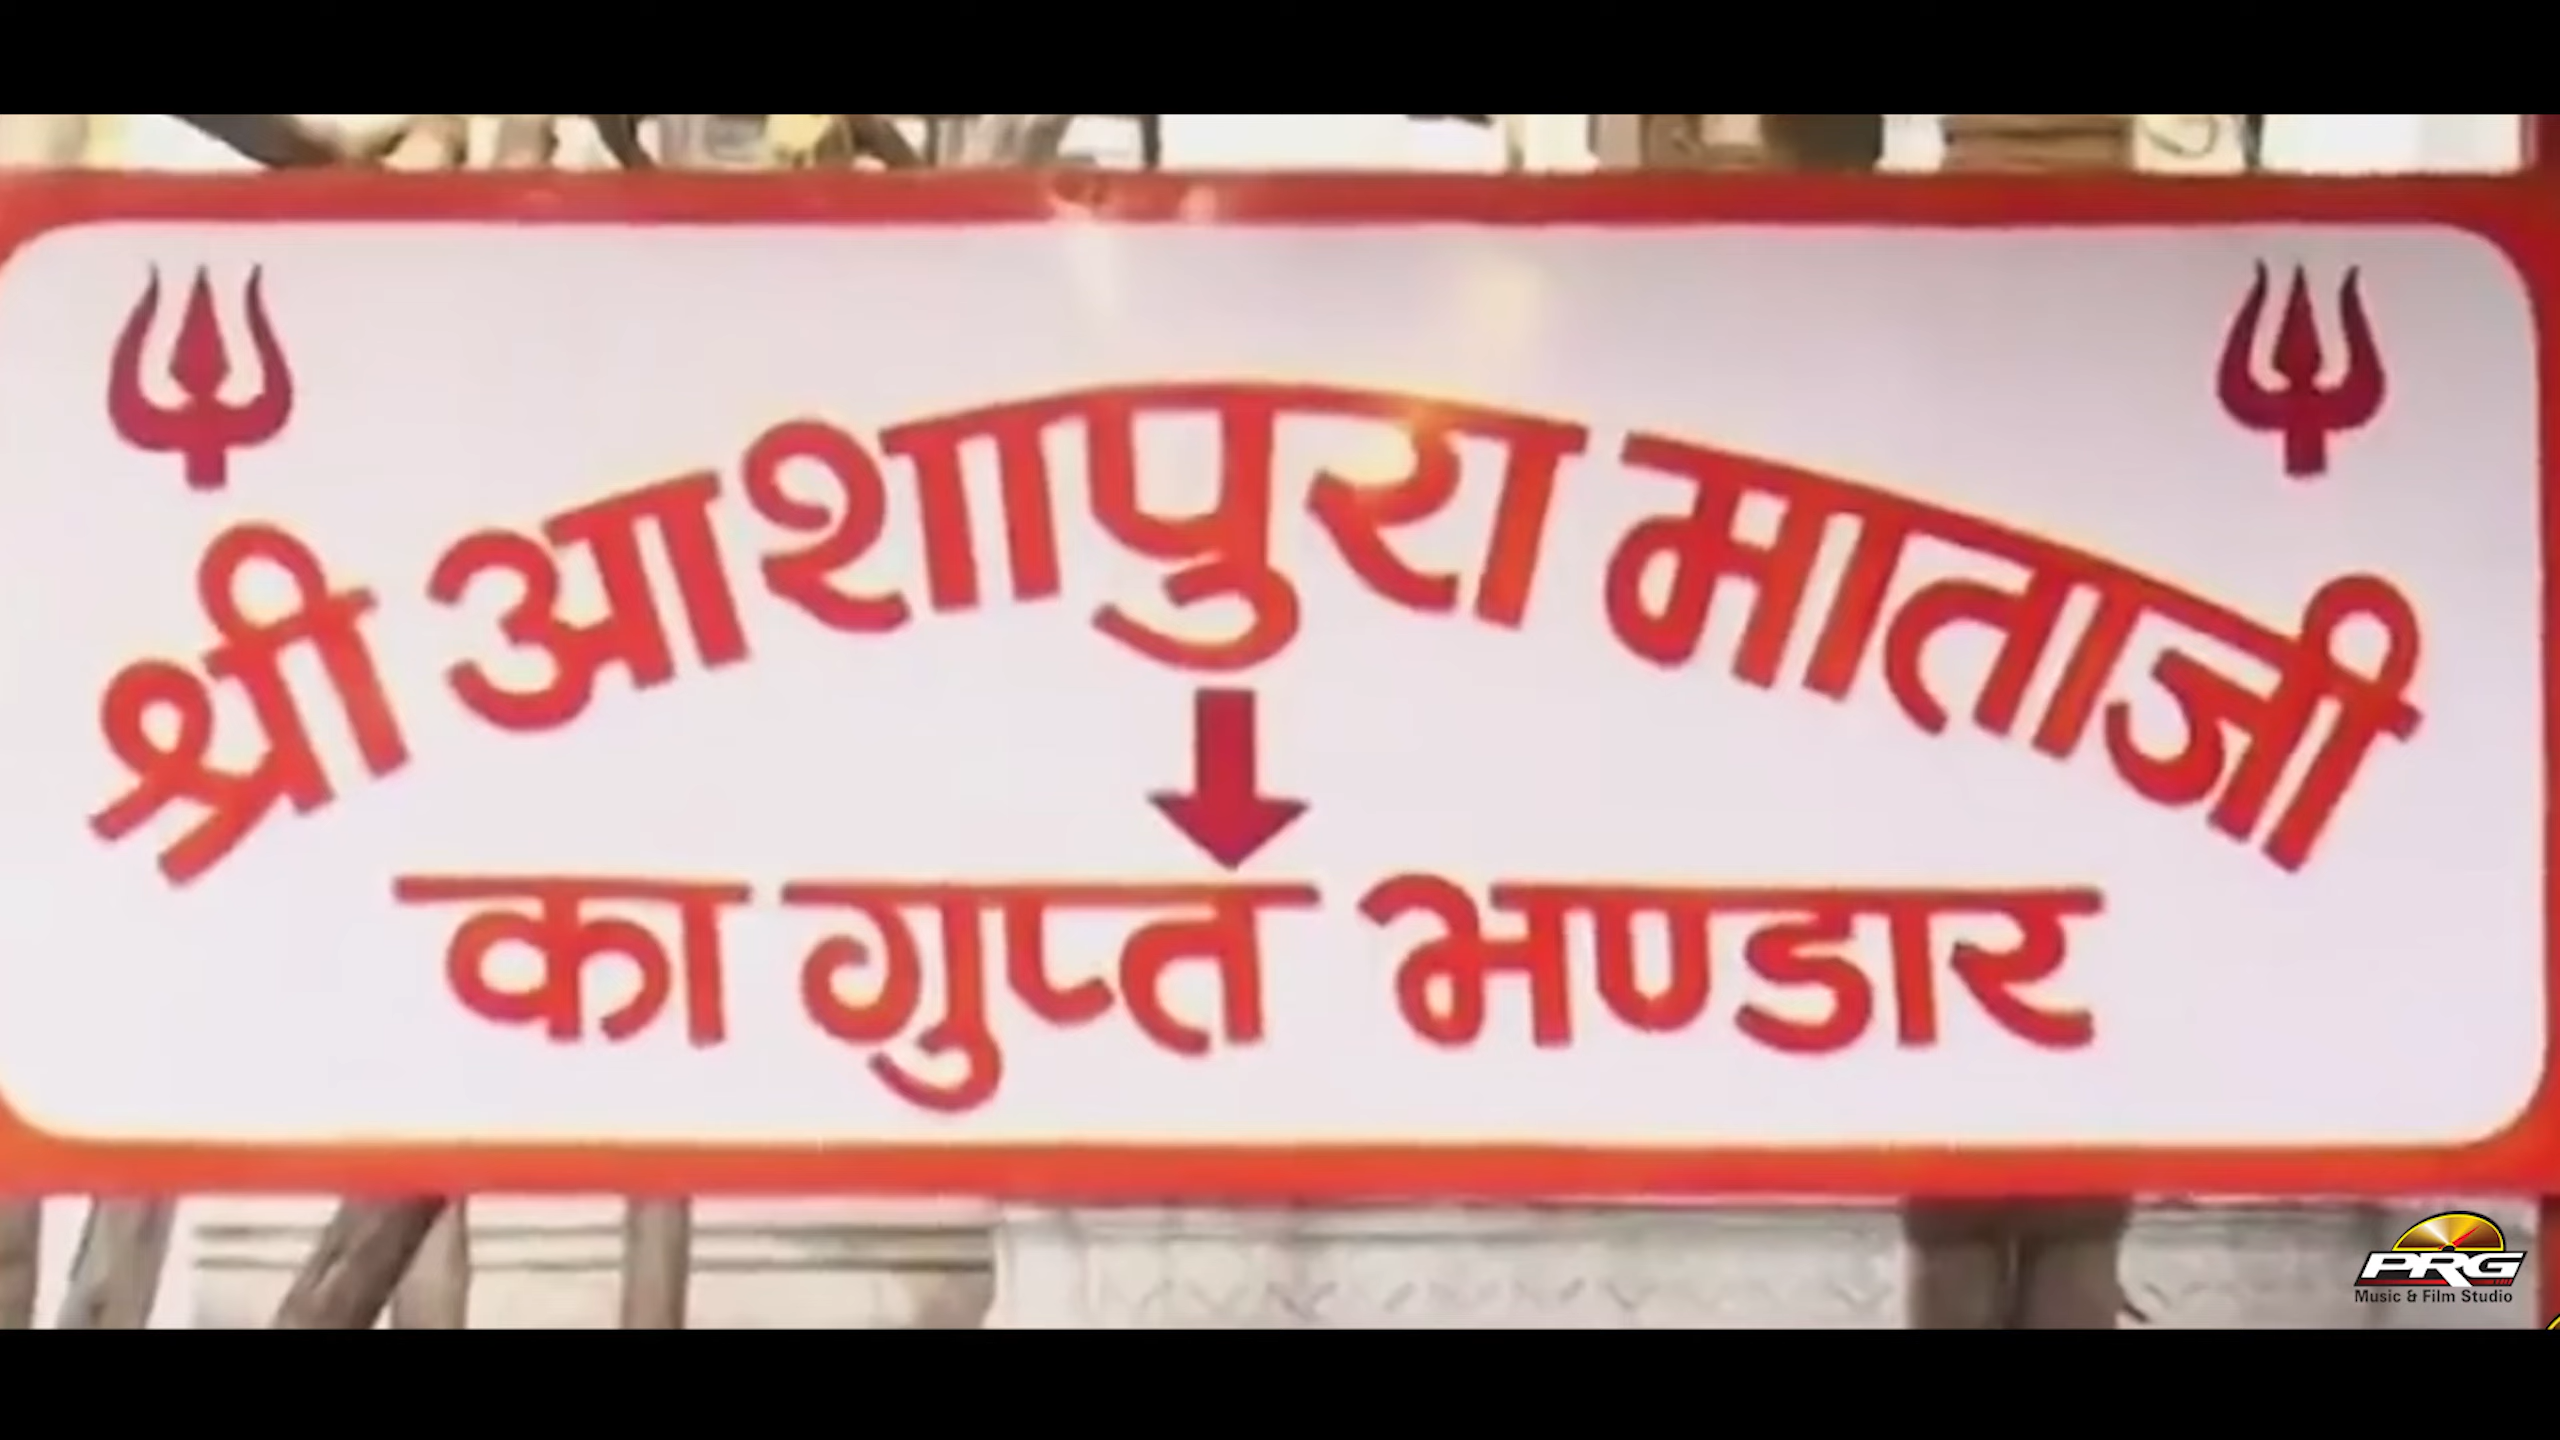 श्री आशापुरा माताजी
का गुप्त भण्डार
PRG
Music & Film Studio